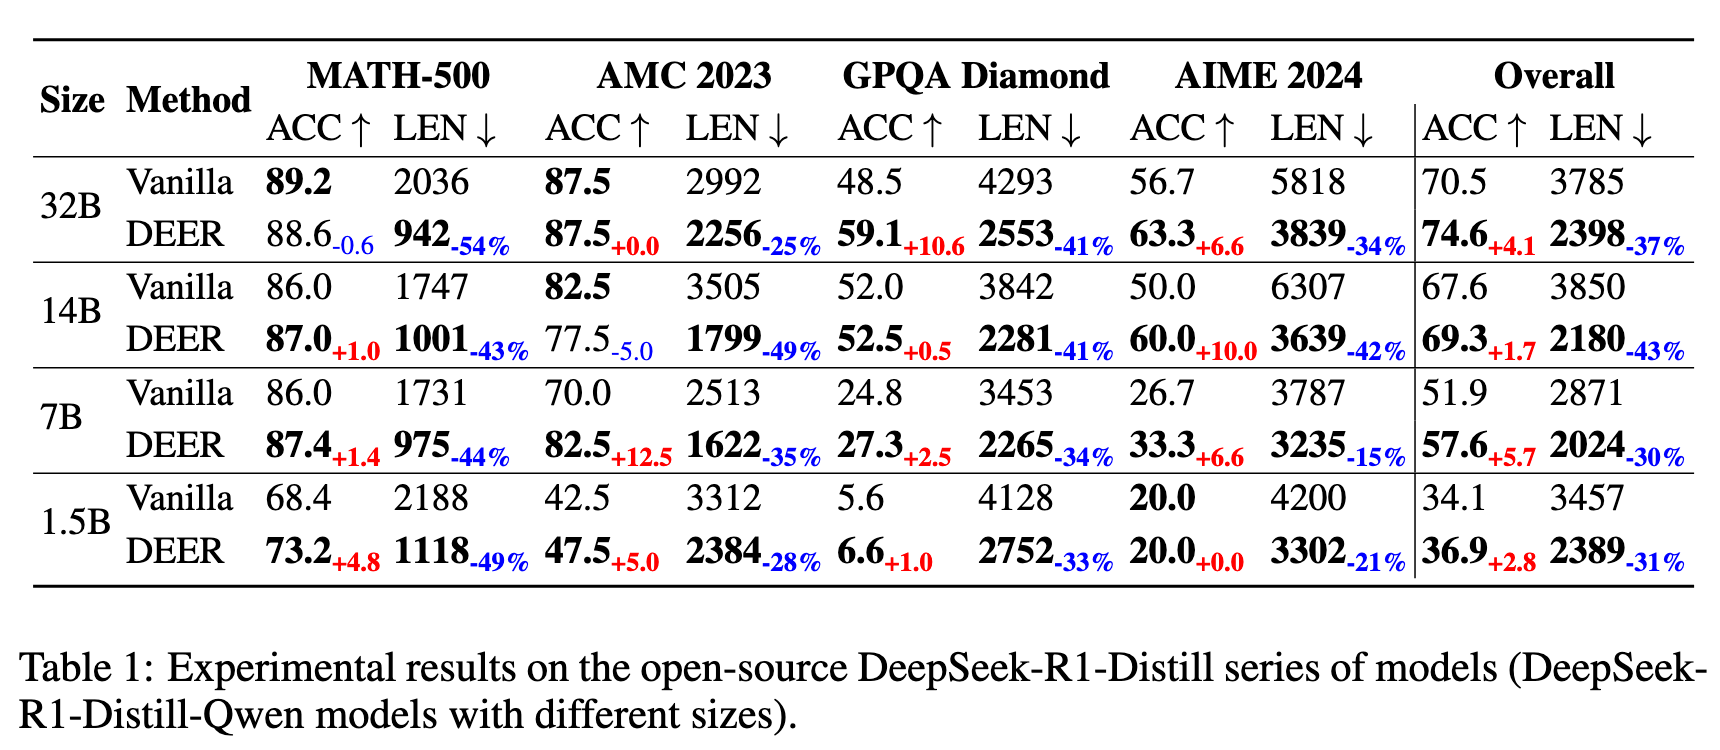 Size Method MATH-500 AMC 2023 GPQA Diamond AIME 2024 Overall
ACC ↑ LEN ↓ ACC ↑ LEN ↓ ACC ↑ LEN ↓ ACC ↑ LEN ↓ ACC ↑ LEN ↓
32B
Vanilla 89.2 2036 87.5 2992 48.5 4293 56.7 5818 70.5 3785
DEER 88.6-0.6 942-54% 87.5+0.0 2256-25% 59.1+10.6 2553-41% 63.3+6.6 3839-34% 74.6+4.1 2398-37%
14B
Vanilla 86.0 1747 82.5 3505 52.0 3842 50.0 6307 67.6 3850
DEER 87.0+1.0 1001-43% 77.5-5.0 1799-49% 52.5+0.5 2281-41% 60.0+10.0 3639-42% 69.3+1.7 2180-43%
7B
Vanilla 86.0 1731 70.0 2513 24.8 3453 26.7 3787 51.9 2871
DEER 87.4+1.4 975-44% 82.5+12.5 1622-35% 27.3+2.5 2265-34% 33.3+6.6 3235-15% 57.6+5.7 2024-30%
1.5B
Vanilla 68.4 2188 42.5 3312 5.6 4128 20.0 4200 34.1 3457
DEER 73.2+4.8 1118-49% 47.5+5.0 2384-28% 6.6+1.0 2752-33% 20.0+0.0 3302-21% 36.9+2.8 2389-31%
Table 1: Experimental results on the open-source DeepSeek-R1-Distill series of models (DeepSeek-
R1-Distill-Qwen models with different sizes).